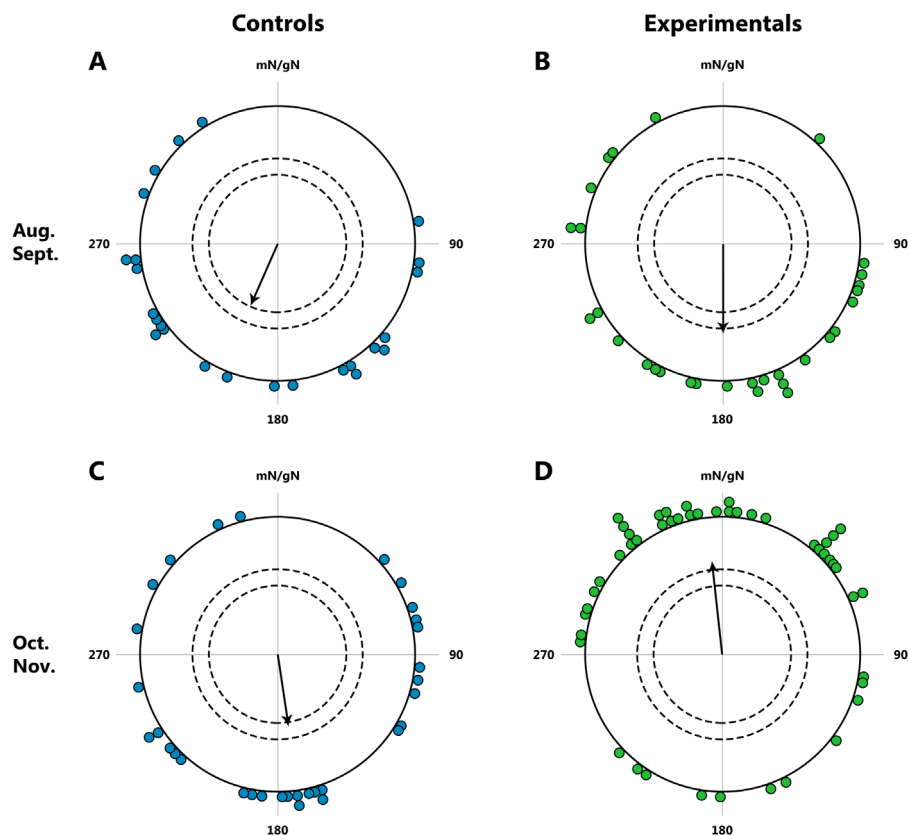 Controls
Experimentals
A
mN/gN
B
mN/gN
Aug.
Sept.
270
90
270
90
180
180
C
mN/gN
D
mN/gN
Oct.
Nov.
270
90
270
90
180
180